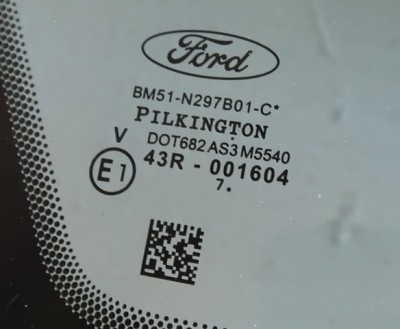 Ford
BM51-N297B01-C*
PILKINGTON
V DOT682 AS3 M5540
E1 43R - 001604
7.